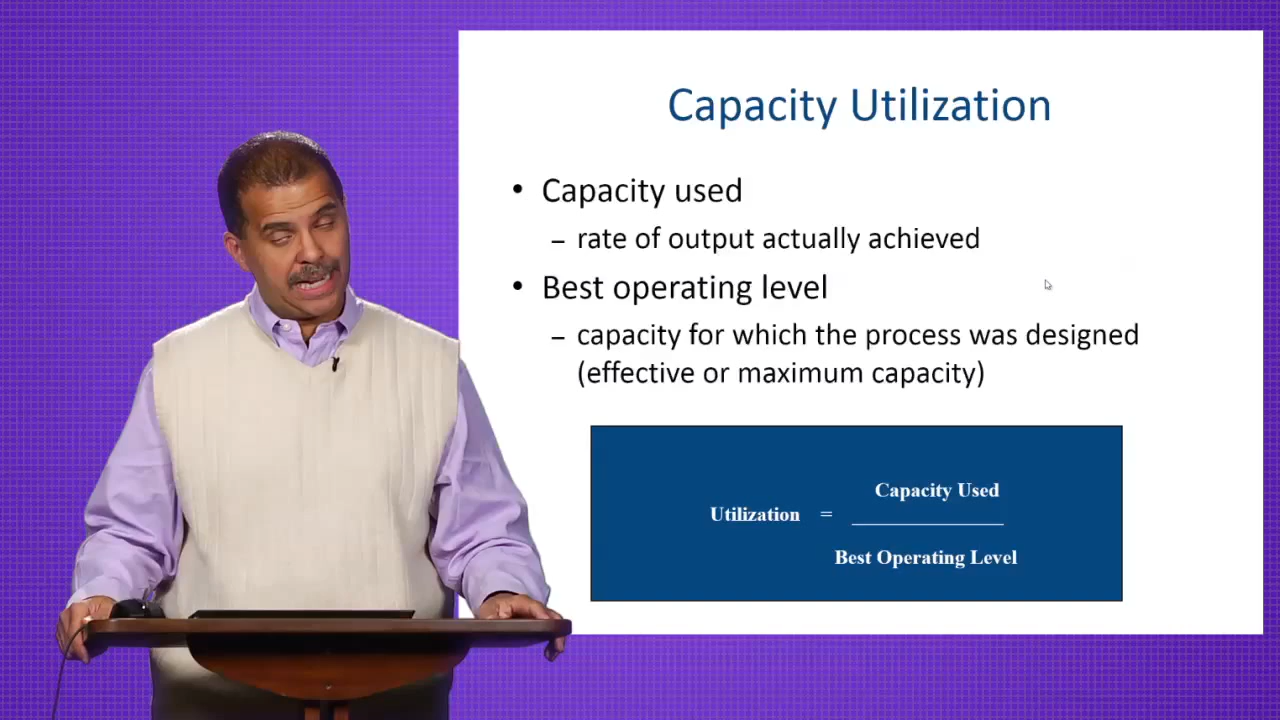 Capacity Utilization
• Capacity used
– rate of output actually achieved
• Best operating level
– capacity for which the process was designed
(effective or maximum capacity)
Capacity Used
Utilization =
Best Operating Level